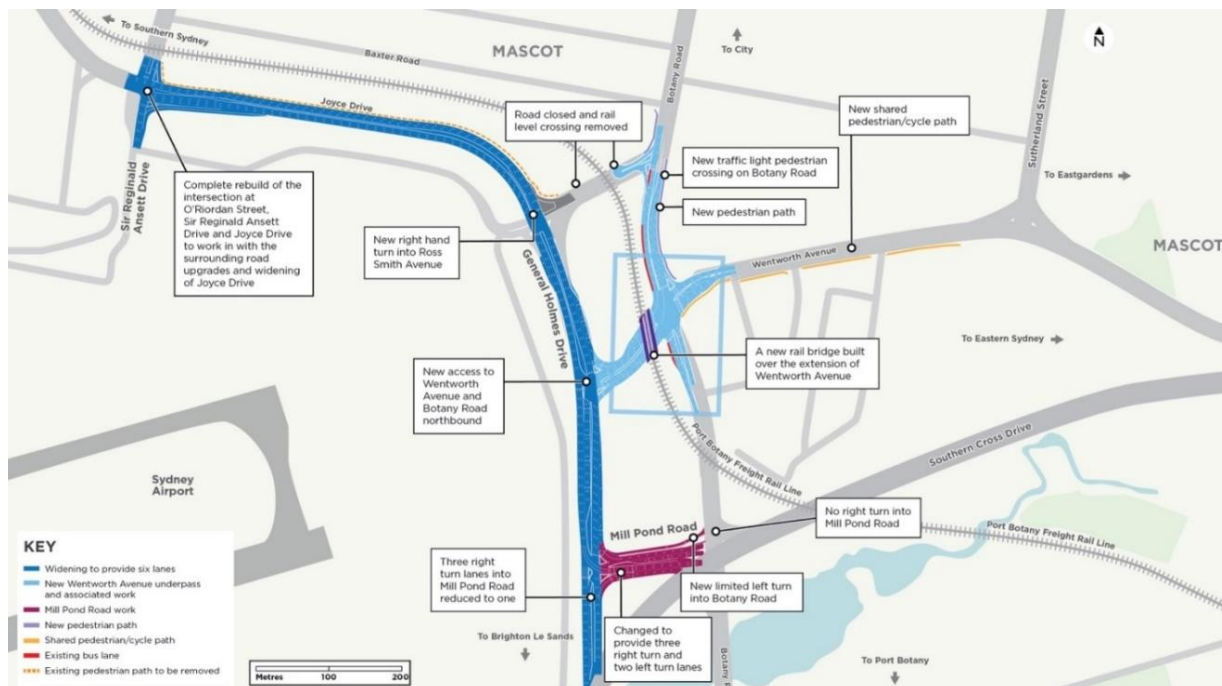 To Southern Sydney
MASCOT
Baxter Road
Botany Road
To City
N
Joyce Drive
Road closed and rail
level crossing removed
New shared
pedestrian/cycle path
Sutherland Street
Sir Reginald
Ansett Drive
Complete rebuild of the
intersection at
O'Riordan Street,
Sir Reginald Ansett
Drive and Joyce Drive
to work in with the
surrounding road
upgrades and widening
of Joyce Drive
New traffic light pedestrian
crossing on Botany Road
To Eastgardens
New pedestrian path
New right hand
turn into Ross
Smith Avenue
General Holmes Drive
Wentworth Avenue
MASCOT
New access to
Wentworth
Avenue and
Botany Road
northbound
A new rail bridge built
over the extension of
Wentworth Avenue
To Eastern Sydney
Port Botany Freight Rail Line
Southern Cross Drive
Sydney
Airport
No right turn into
Mill Pond Road
Port Botany Freight Rail Line
Mill Pond Road
Three right
turn lanes into
Mill Pond Road
reduced to one
New limited left turn
into Botany Road
Changed to
provide three
right turn and
two left turn lanes
To Brighton Le Sands
To Port Botany
KEY
Widening to provide six lanes
New Wentworth Avenue underpass
and associated work
Mill Pond Road work
New pedestrian path
Shared pedestrian/cycle path
Existing bus lane
Existing pedestrian path to be removed
Metres 100 200
Botany